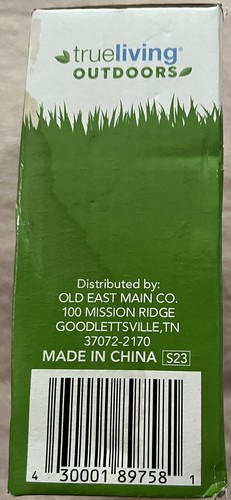 trueliving®
OUTDOORS
Distributed by:
OLD EAST MAIN CO.
100 MISSION RIDGE
GOODLETTSVILLE,TN
37072-2170
MADE IN CHINA S23
4 30001 89758 1